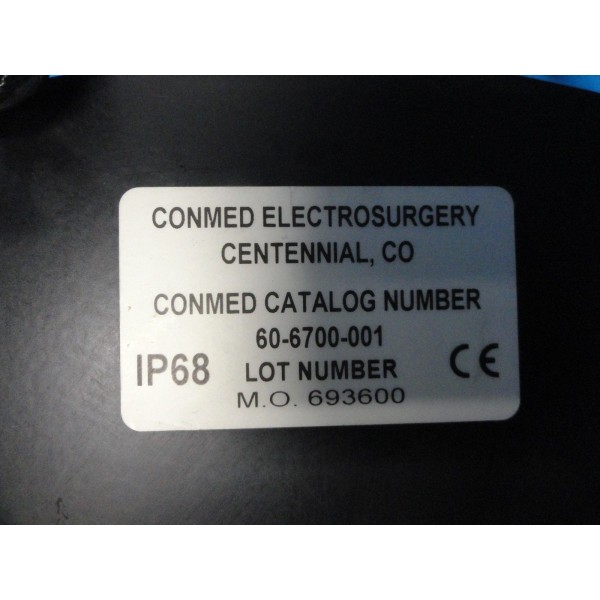 CONMED ELECTROSURGERY
CENTENNIAL, CO
CONMED CATALOG NUMBER
60-6700-001
IP68 LOT NUMBER CE
M.O. 693600